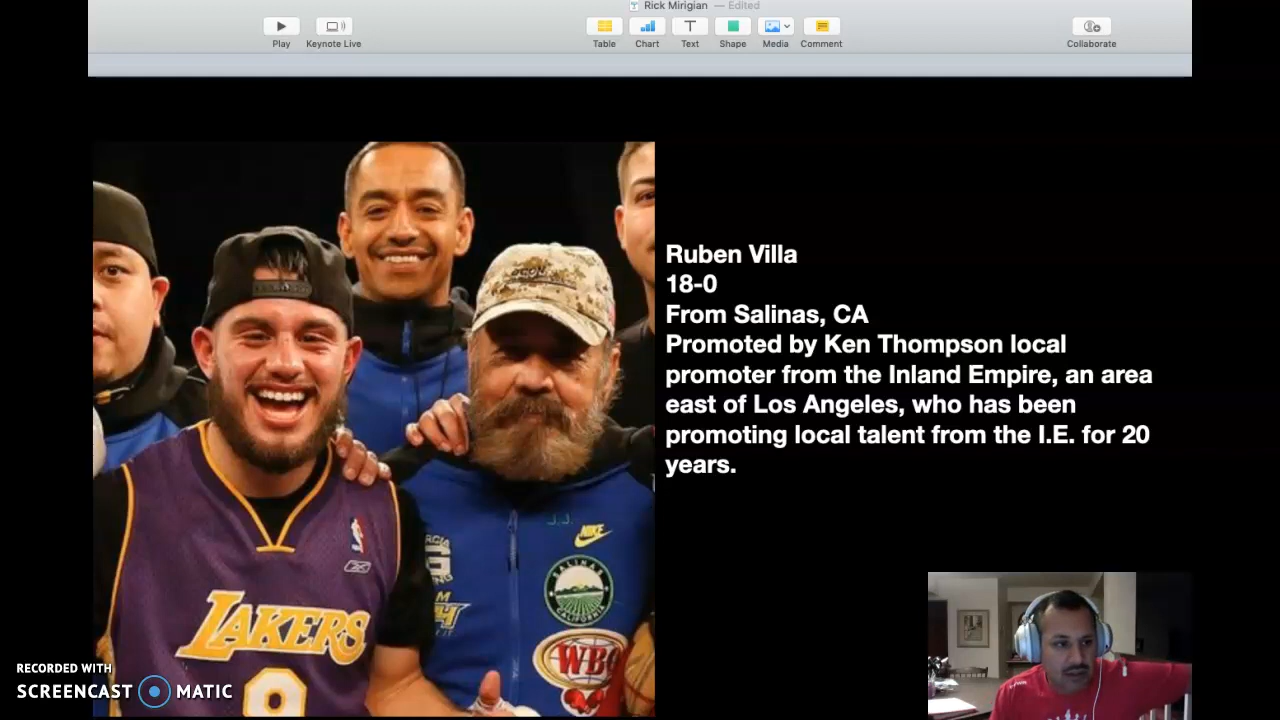 Rick Mirigian — Edited
Play
Keynote Live
Table
Chart
Text
Shape
Media
Comment
Collaborate
Ruben Villa
18-0
From Salinas, CA
Promoted by Ken Thompson local
promoter from the Inland Empire, an area
east of Los Angeles, who has been
promoting local talent from the I.E. for 20
years.
J.J.
NIKE
SALINAS
CALIFORNIA
LAKERS
WBC
RECORDED WITH
SCREENCAST MATIC